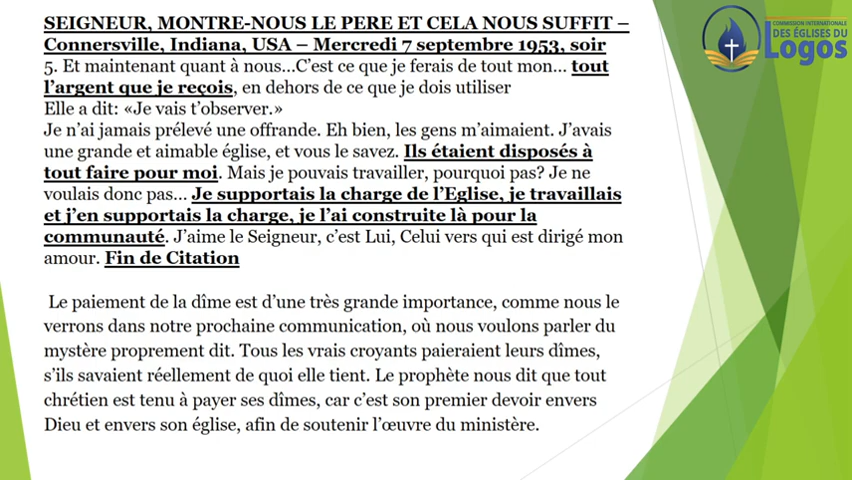 SEIGNEUR, MONTRE-NOUS LE PERE ET CELA NOUS SUFFIT –
Connersville, Indiana, USA – Mercredi 7 septembre 1953, soir
5. Et maintenant quant à nous...C'est ce que je ferais de tout mon... tout
l'argent que je reçois, en dehors de ce que je dois utiliser
Elle a dit: «Je vais t'observer.»
Je n'ai jamais prélevé une offrande. Eh bien, les gens m'aimaient. J'avais
une grande et aimable église, et vous le savez. Ils étaient disposés à
tout faire pour moi. Mais je pouvais travailler, pourquoi pas? Je ne
voulais donc pas... Je supportais la charge de l'Eglise, je travaillais
et j'en supportais la charge, je l'ai construite là pour la
communauté. J'aime le Seigneur, c'est Lui, Celui vers qui est dirigé mon
amour. Fin de Citation
Le paiement de la dîme est d'une très grande importance, comme nous le
verrons dans notre prochaine communication, où nous voulons parler du
mystère proprement dit. Tous les vrais croyants paieraient leurs dîmes,
s'ils savaient réellement de quoi elle tient. Le prophète nous dit que tout
chrétien est tenu à payer ses dîmes, car c'est son premier devoir envers
Dieu et envers son église, afin de soutenir l'œuvre du ministère.
COMMISSION INTERNATIONALE
DES ÉGLISES DU
Logos